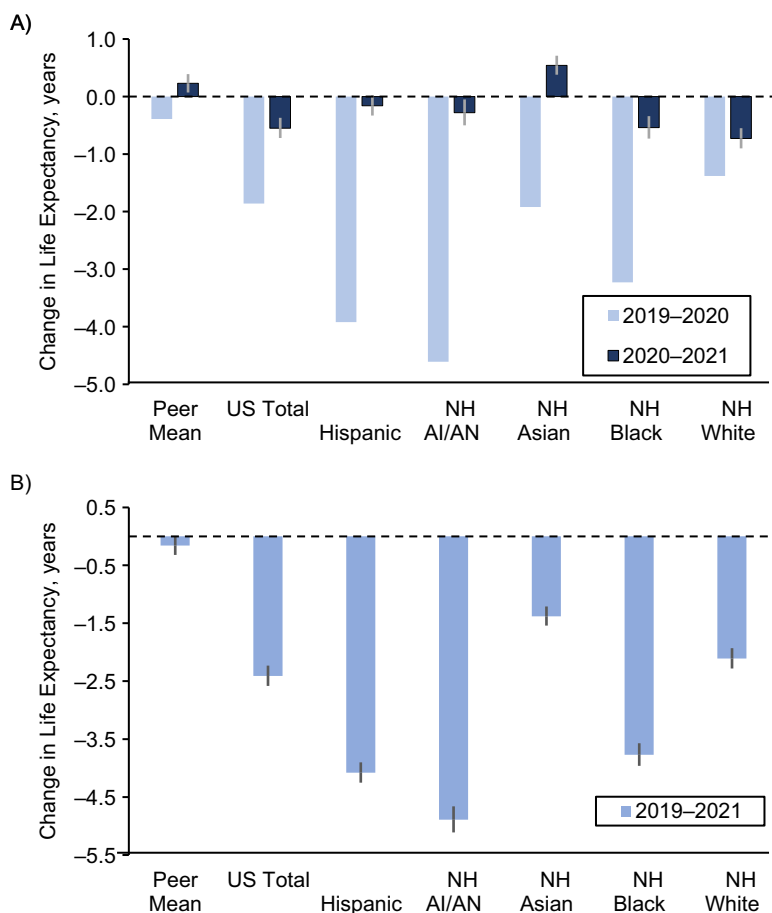 A)
Change in Life Expectancy, years
1.0
0.0
–1.0
–2.0
–3.0
–4.0
–5.0
2019–2020
2020–2021
Peer US Total NH NH NH NH
Mean Hispanic AI/AN Asian Black White
B)
Change in Life Expectancy, years
0.5
–0.5
–1.5
–2.5
–3.5
–4.5
–5.5
2019–2021
Peer US Total NH NH NH NH
Mean Hispanic AI/AN Asian Black White